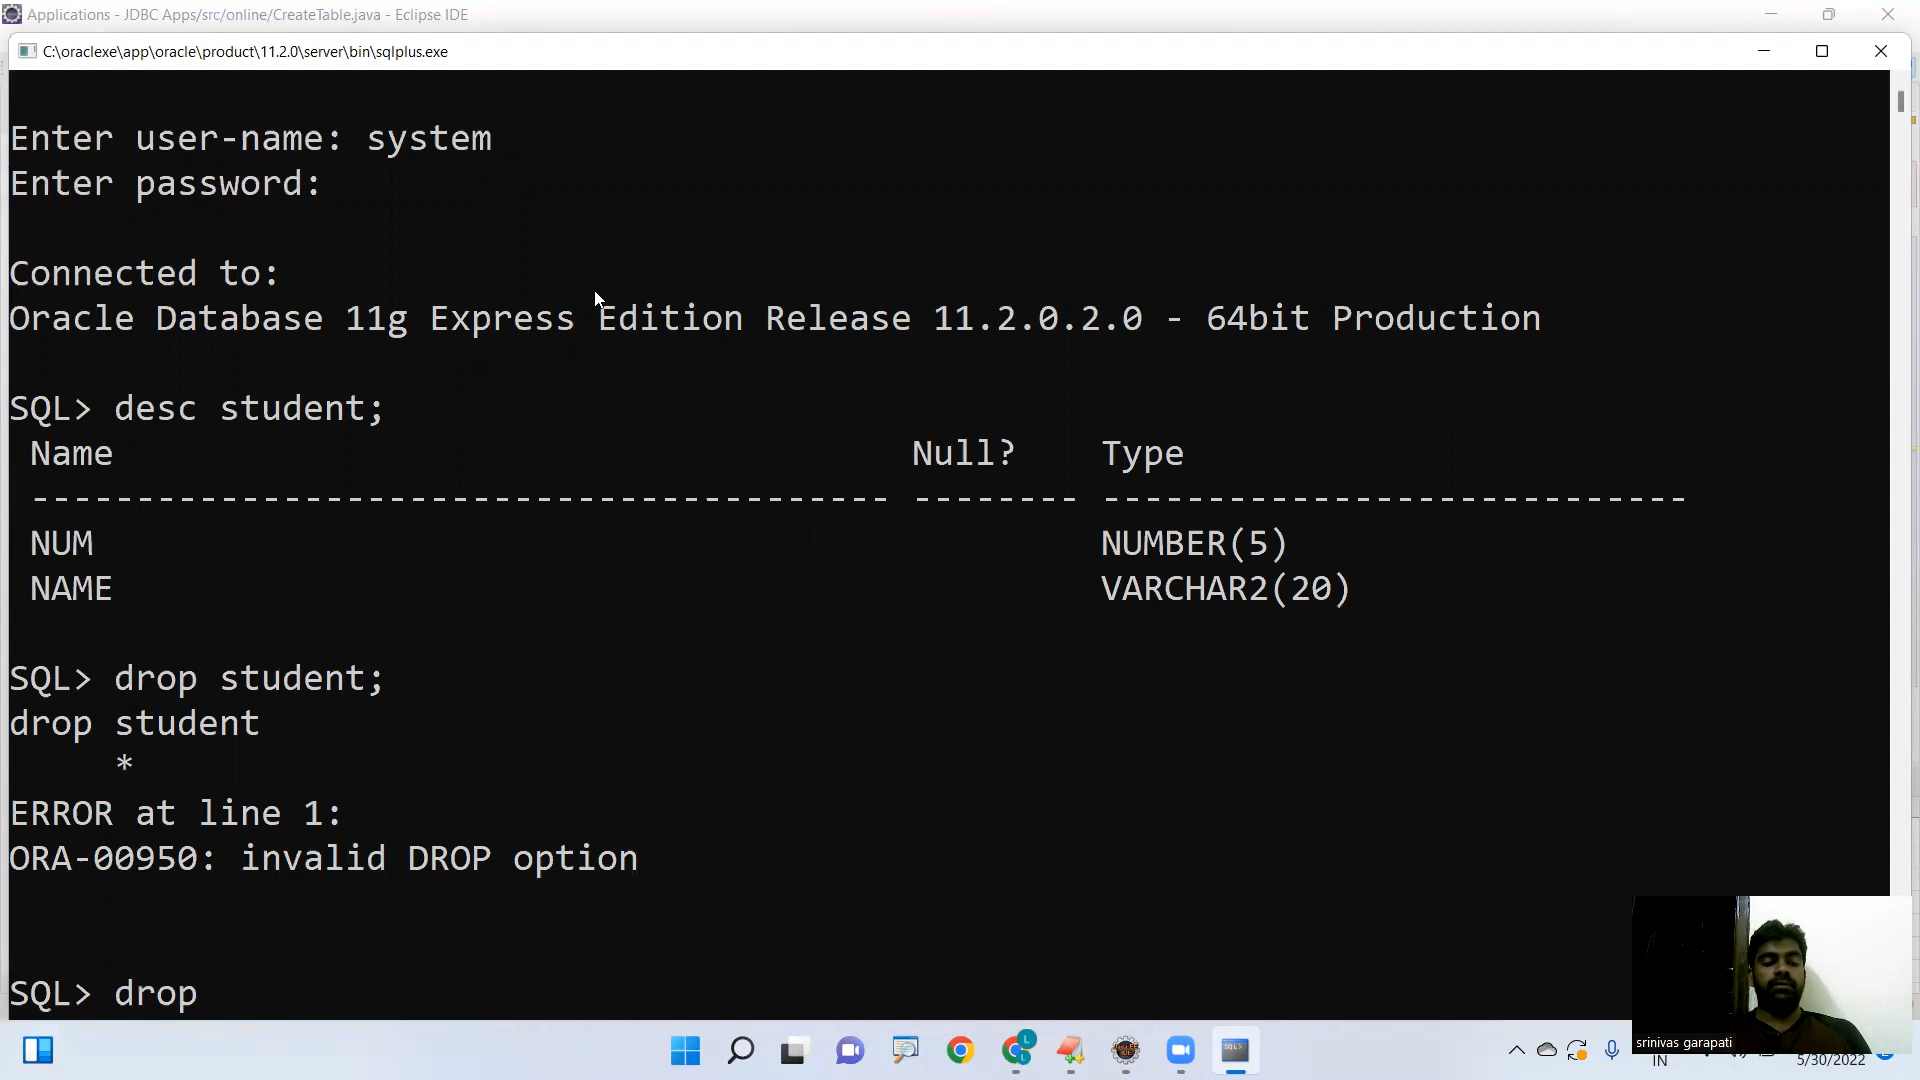 Applications - JDBC Apps/src/online/CreateTable.java - Eclipse IDE
C:\oraclexe\app\oracle\product\11.2.0\server\bin\sqlplus.exe
Enter user-name: system
Enter password:
Connected to:
Oracle Database 11g Express Edition Release 11.2.0.2.0 - 64bit Production
SQL> desc student;
Name Null? Type
----------------------------------------- -------- ----------------------------
NUM NUMBER(5)
NAME VARCHAR2(20)
SQL> drop student;
drop student
*
ERROR at line 1:
ORA-00950: invalid DROP option
SQL> drop
srinivas garapati
IN
5/30/2022